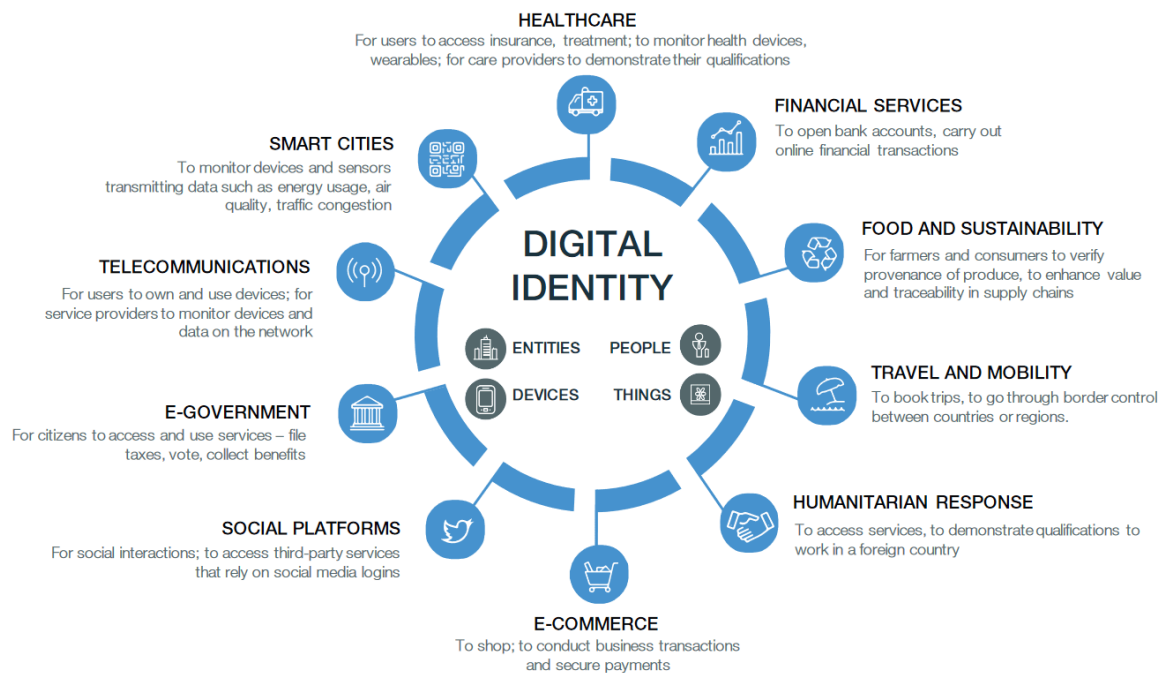 HEALTHCARE
For users to access insurance, treatment; to monitor health devices,
wearables; for care providers to demonstrate their qualifications
FINANCIAL SERVICES
To open bank accounts, carry out
online financial transactions
FOOD AND SUSTAINABILITY
For farmers and consumers to verify
provenance of produce, to enhance value
and traceability in supply chains
TRAVEL AND MOBILITY
To book trips, to go through border control
between countries or regions.
HUMANITARIAN RESPONSE
To access services, to demonstrate qualifications to
work in a foreign country
E-COMMERCE
To shop; to conduct business transactions
and secure payments
SOCIAL PLATFORMS
For social interactions; to access third-party services
that rely on social media logins
E-GOVERNMENT
For citizens to access and use services – file
taxes, vote, collect benefits
TELECOMMUNICATIONS
For users to own and use devices; for
service providers to monitor devices and
data on the network
SMART CITIES
To monitor devices and sensors
transmitting data such as energy usage, air
quality, traffic congestion
DIGITAL
IDENTITY
ENTITIES
PEOPLE
DEVICES
THINGS